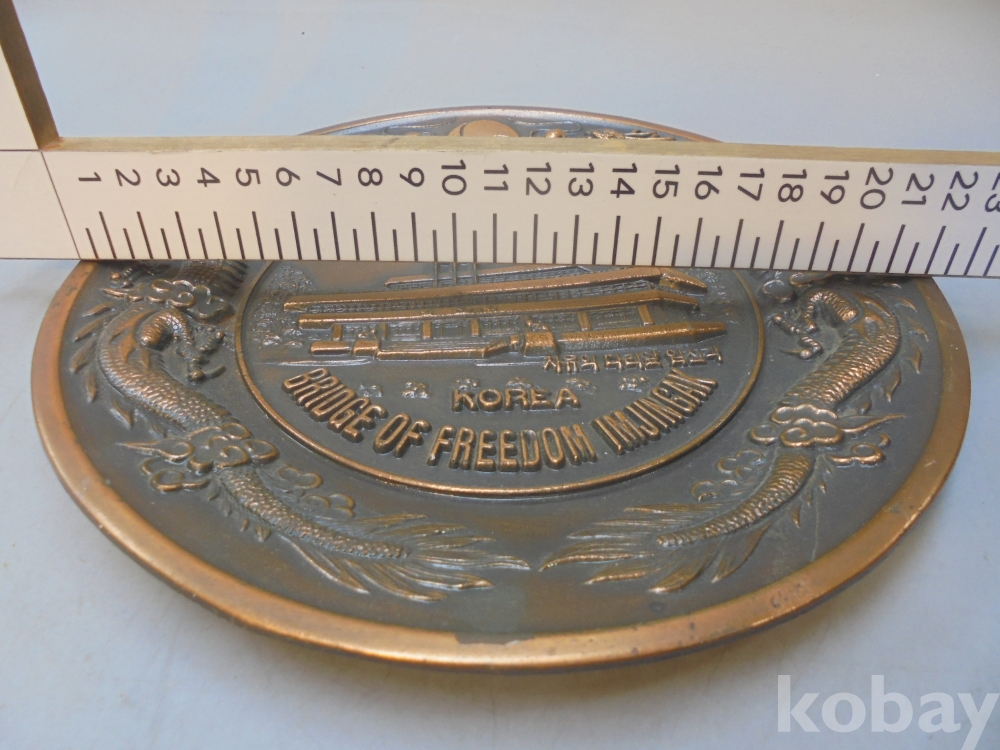 1 2 3 4 5 6 7 8 9 10 11 12 13 14 15 16 17 18 19 20 21 22 23
KOREA
BRIDGE OF FREEDOM IMJINGAK
kobay